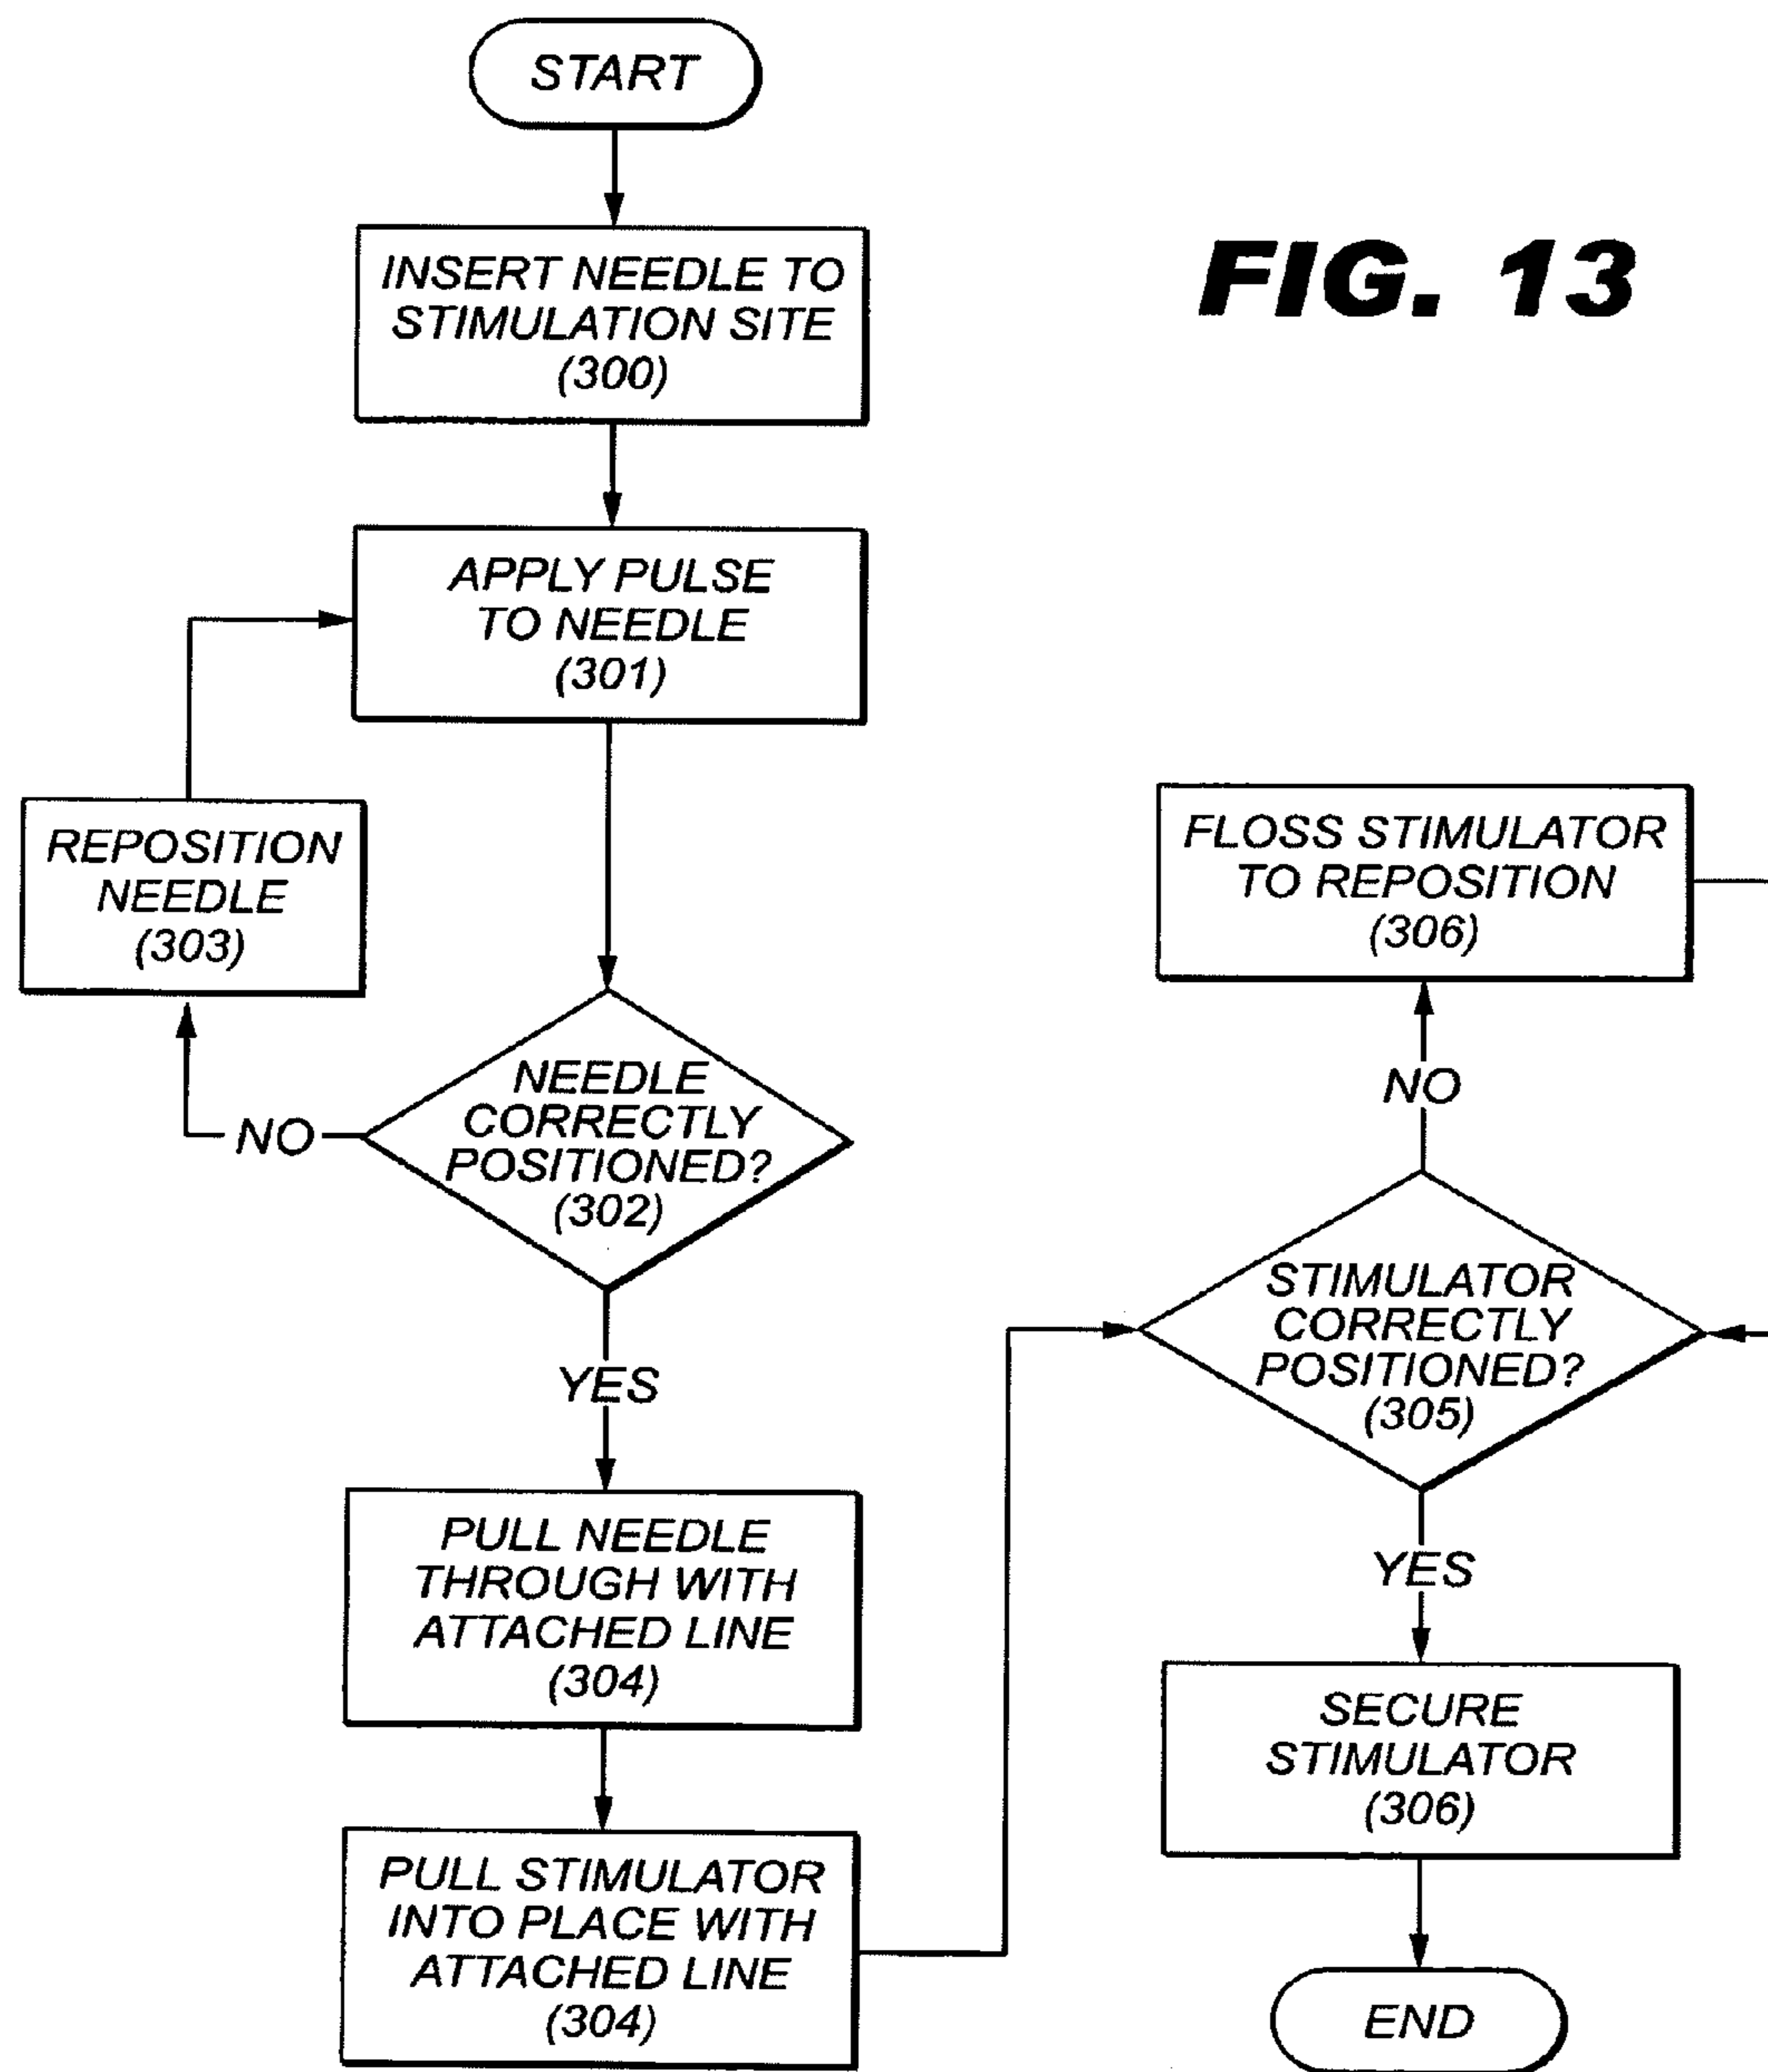 START
INSERT NEEDLE TO
STIMULATION SITE
(300)
FIG. 13
APPLY PULSE
TO NEEDLE
(301)
REPOSITION
NEEDLE
(303)
NEEDLE
CORRECTLY
POSITIONED?
(302)
NO
YES
PULL NEEDLE
THROUGH WITH
ATTACHED LINE
(304)
PULL STIMULATOR
INTO PLACE WITH
ATTACHED LINE
(304)
FLOSS STIMULATOR
TO REPOSITION
(306)
NO
STIMULATOR
CORRECTLY
POSITIONED?
(305)
YES
SECURE
STIMULATOR
(306)
END